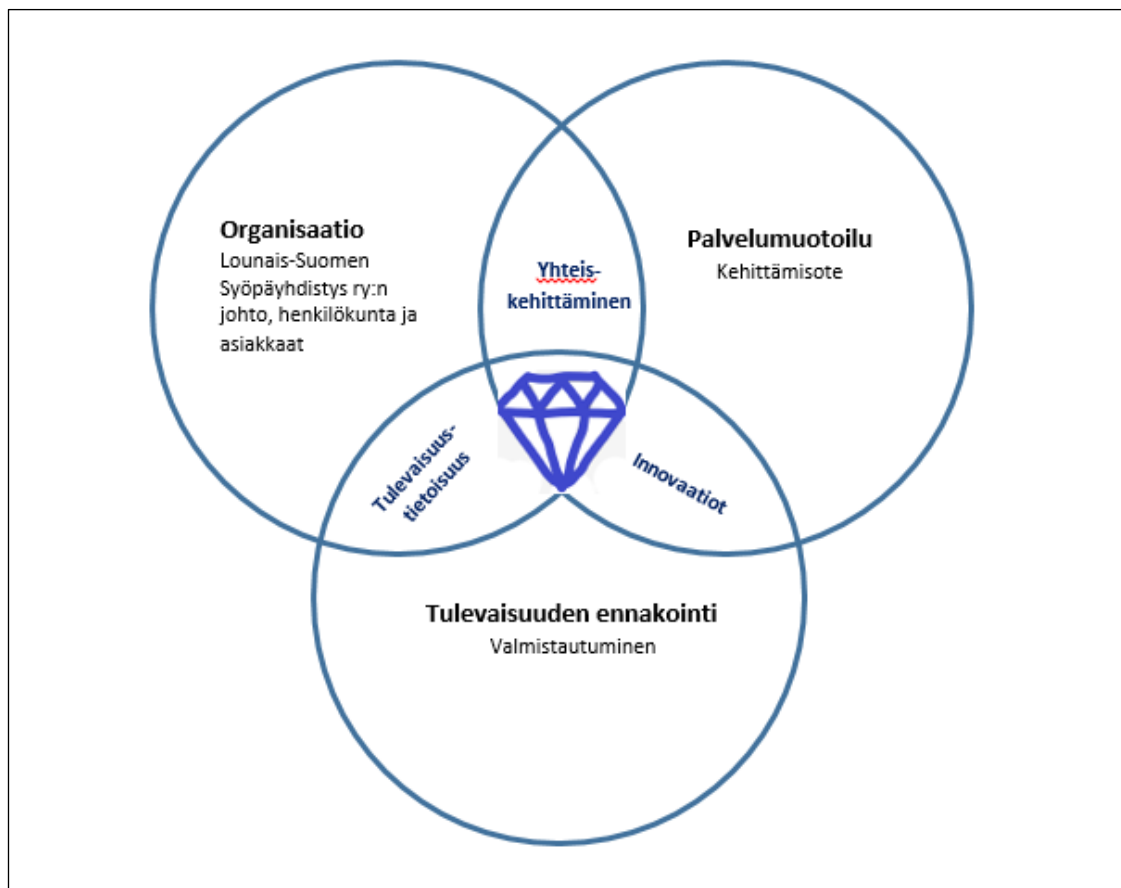 Organisaatio
Lounais-Suomen
Syöpäyhdistys ry:n
johto, henkilökunta ja
asiakkaat
Yhteis-
kehittäminen
Palvelumuotoilu
Kehittämisote
Tulevaisuus-
tietoisuus
Innovaatiot
Tulevaisuuden ennakointi
Valmistautuminen